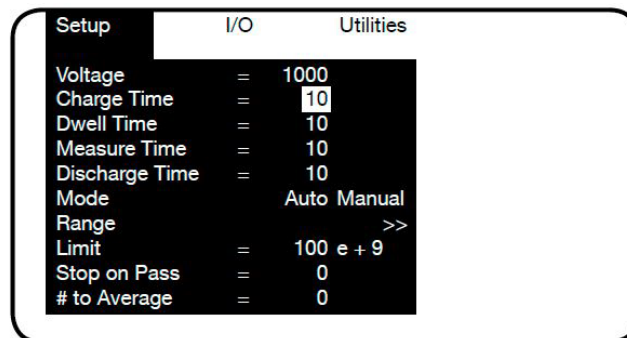 Setup I/O Utilities
Voltage = 1000
Charge Time = 10
Dwell Time = 10
Measure Time = 10
Discharge Time = 10
Mode Auto Manual
Range >>
Limit = 100 e + 9
Stop on Pass = 0
# to Average = 0